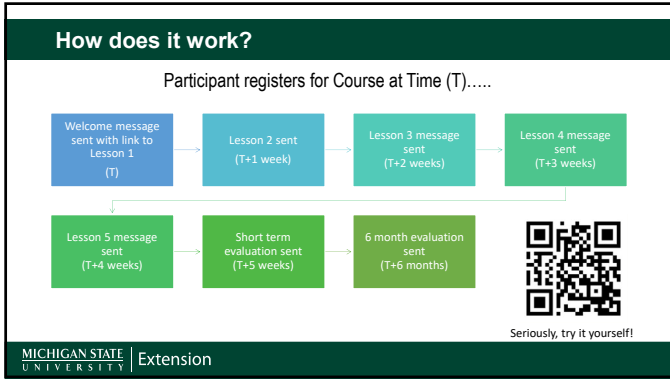 How does it work?
Participant registers for Course at Time (T).....
Welcome message
sent with link to
Lesson 1
(T)
Lesson 2 sent
(T+1 week)
Lesson 3 message
sent
(T+2 weeks)
Lesson 4 message
sent
(T+3 weeks)
Lesson 5 message
sent
(T+4 weeks)
Short term
evaluation sent
(T+5 weeks)
6 month evaluation
sent
(T+6 months)
Seriously, try it yourself!
MICHIGAN STATE
UNIVERSITY
Extension